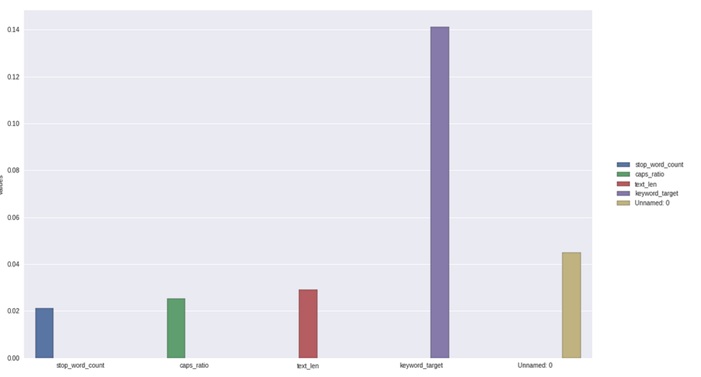 0.14
0.12
0.10
0.08
0.06
0.04
0.02
0.00
stop_word_count
caps_ratio
text_len
keyword_target
Unnamed: 0
stop_word_count
caps_ratio
text_len
keyword_target
Unnamed: 0